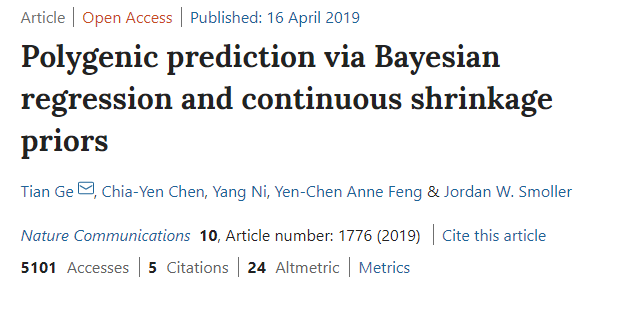 Article | Open Access | Published: 16 April 2019
Polygenic prediction via Bayesian
regression and continuous shrinkage
priors
Tian Ge, Chia-Yen Chen, Yang Ni, Yen-Chen Anne Feng & Jordan W. Smoller
Nature Communications 10, Article number: 1776 (2019) | Cite this article
5101 Accesses | 5 Citations | 24 Altmetric | Metrics